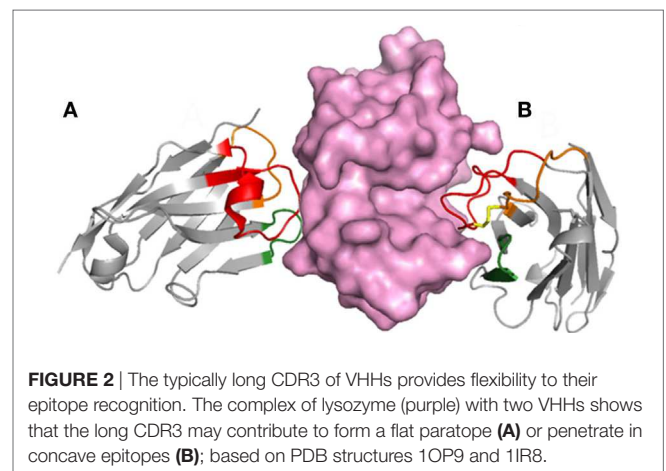 A
B
FIGURE 2 | The typically long CDR3 of VHHs provides flexibility to their
epitope recognition. The complex of lysozyme (purple) with two VHHs shows
that the long CDR3 may contribute to form a flat paratope (A) or penetrate in
concave epitopes (B); based on PDB structures 1OP9 and 1IR8.